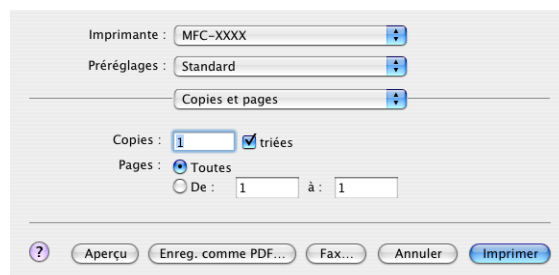 Imprimante : MFC-XXXX
Préréglages : Standard
Copies et pages
Copies : 1 triées
Pages : Toutes
De : 1 à : 1
? Aperçu Enreg. comme PDF... Fax... Annuler Imprimer